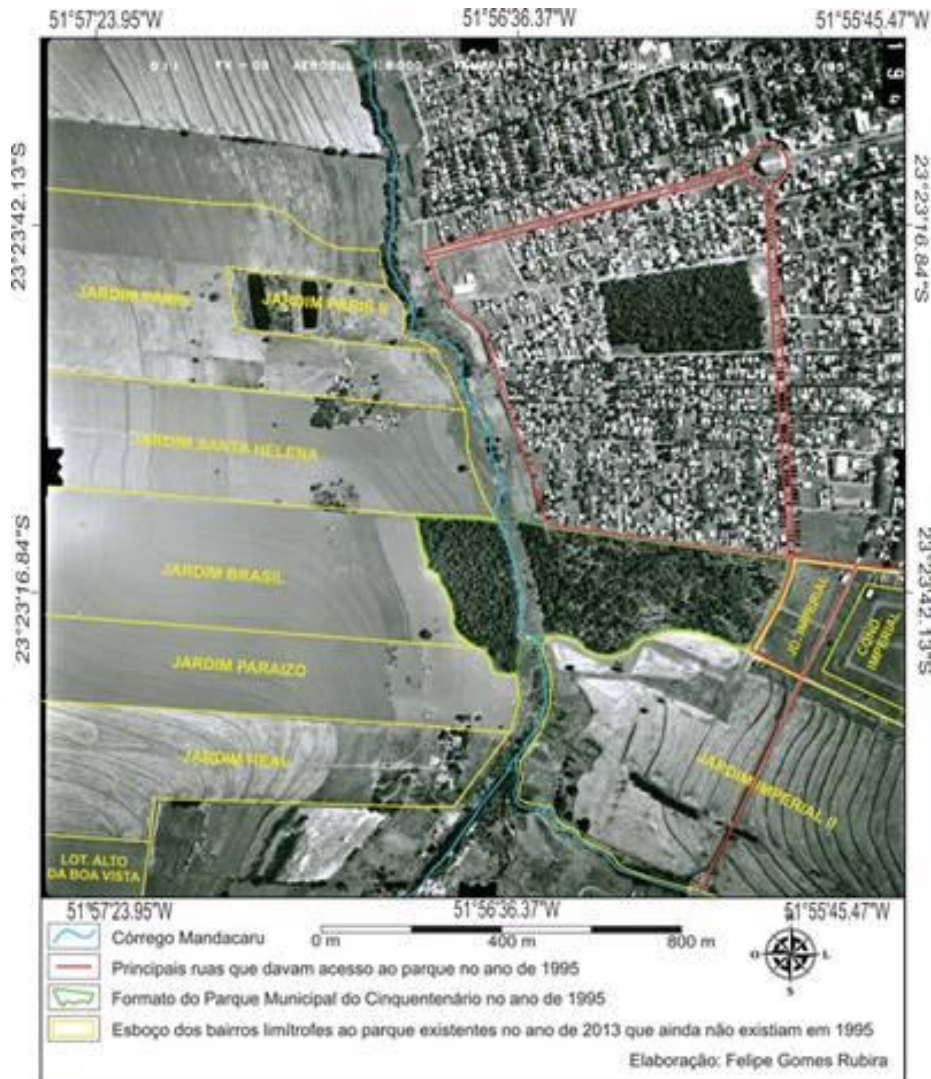 51°57'23.95"W 51°56'36.37"W 51°55'45.47"W
AEROSUL 1:8000
MARINGA
23°23'42.13"S
23°23'16.84"S
JARDIM PARIS
JARDIM PARIS II
JARDIM SANTA HELENA
23°23'16.84"S
23°23'42.13"S
JARDIM BRASIL
JD. IMPERIAL
COND
IMPERIAL
JARDIM PARAIZO
JARDIM REAL
JARDIM IMPERIAL II
LOT. ALTO
DA BOA VISTA
51°57'23.95"W 51°56'36.37"W 51°55'45.47"W
Córrego Mandacaru
0 m 400 m 800 m
O L
S
Principais ruas que davam acesso ao parque no ano de 1995
Formato do Parque Municipal do Cinquentenário no ano de 1995
Esboço dos bairros limítrofes ao parque existentes no ano de 2013 que ainda não existiam em 1995
Elaboração: Felipe Gomes Rubira